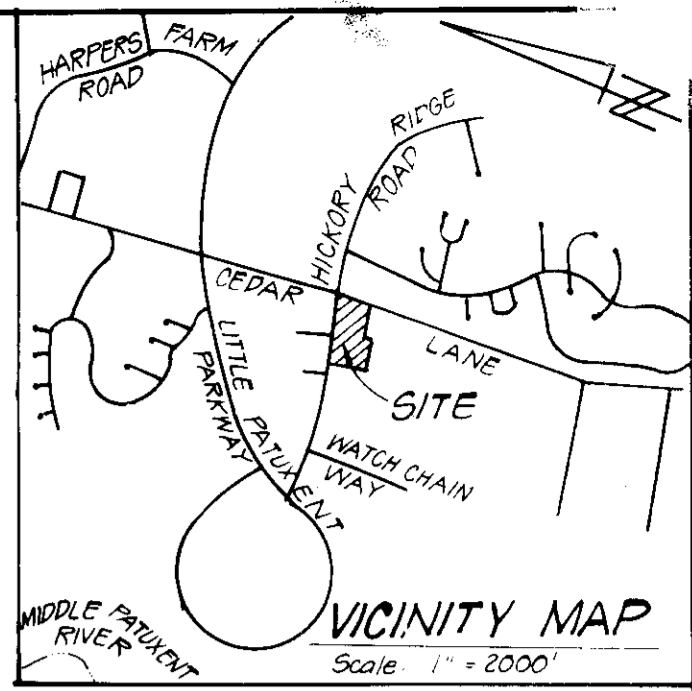 HARPERS FARM
ROAD
HICKORY RIDGE
ROAD
CEDAR LANE
LITTLE PATUXENT
PARKWAY
SITE
WATCH CHAIN
WAY
MIDDLE PATUXENT
RIVER
VICINITY MAP
Scale: 1" = 2000'